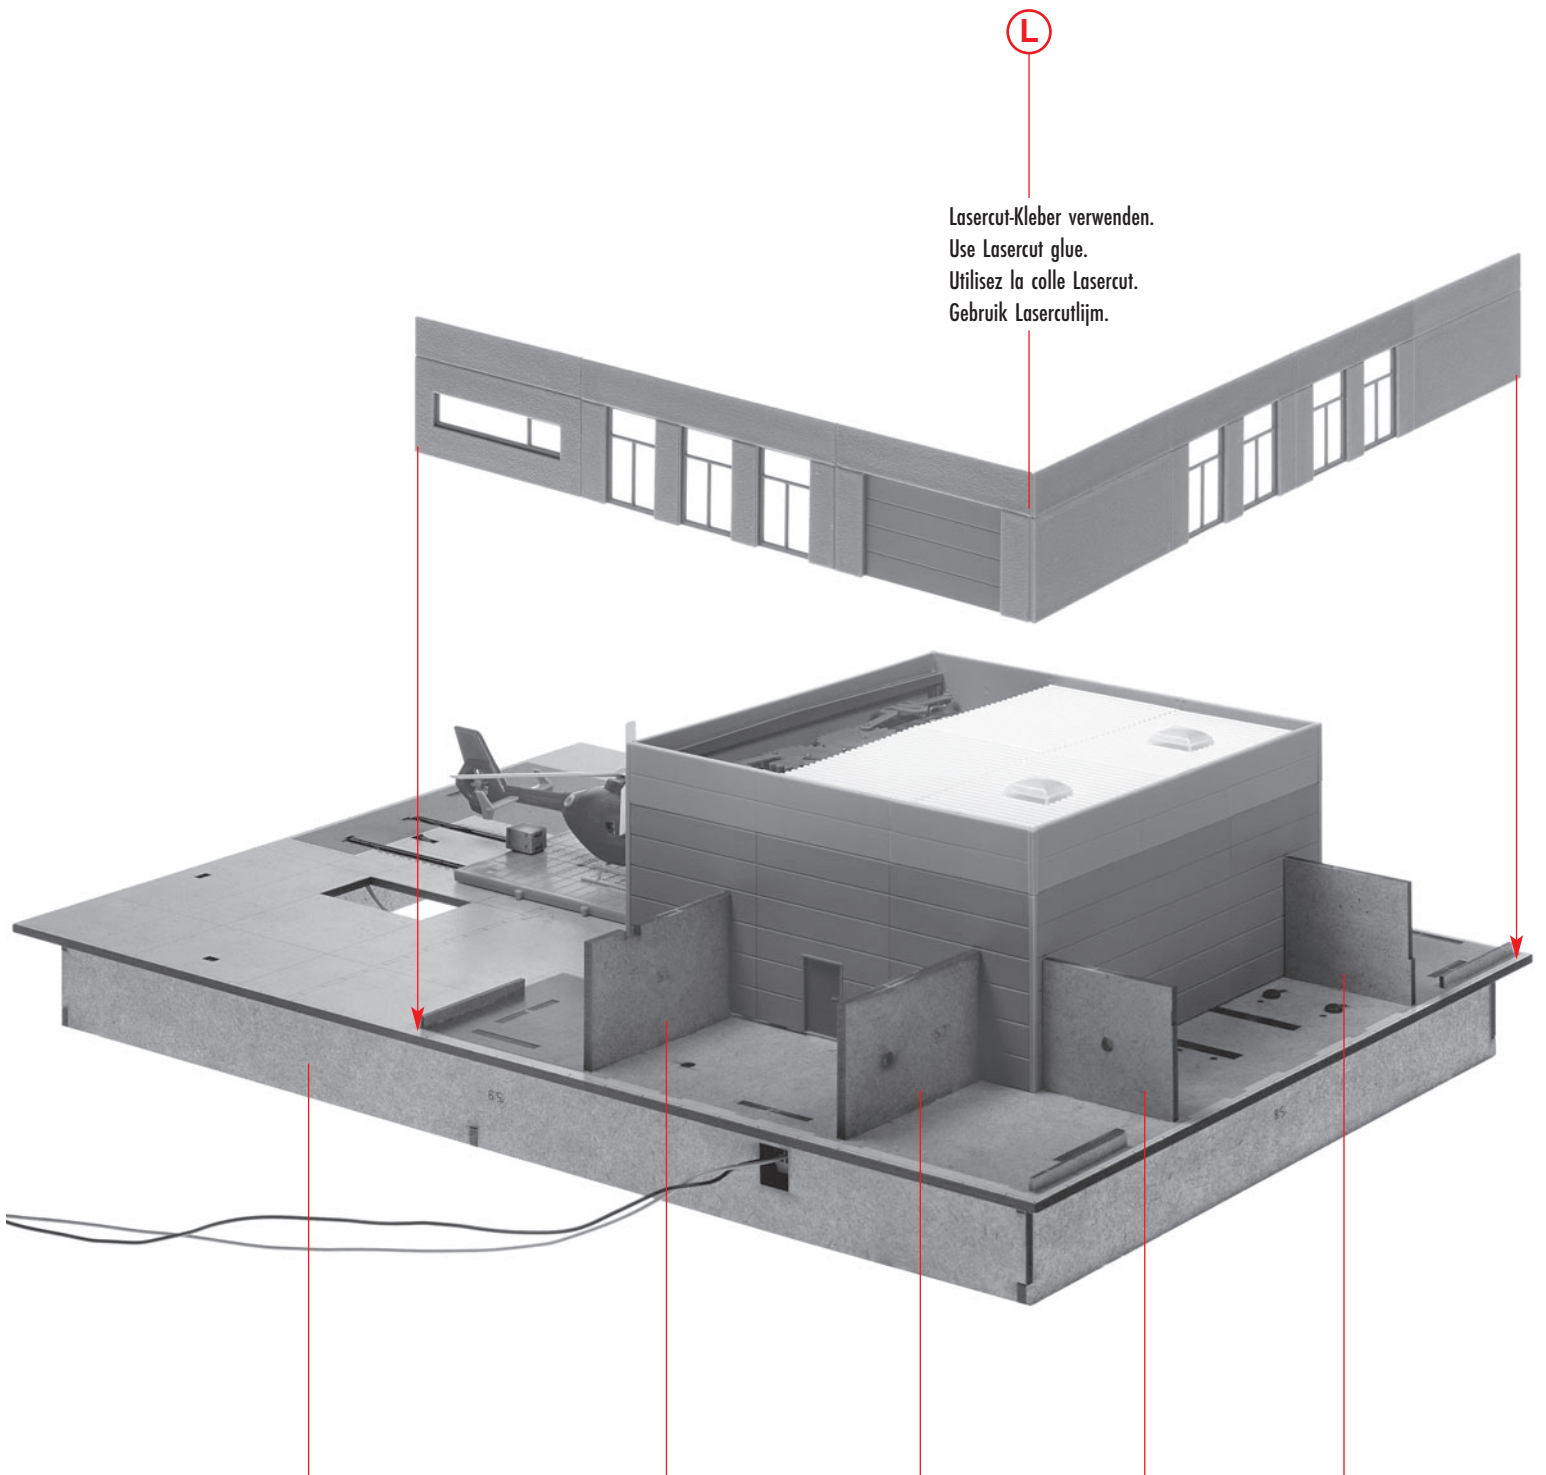 L
Lasercut-Kleber verwenden.
Use Lasercut glue.
Utilisez la colle Lasercut.
Gebruik Lasercutlijm.